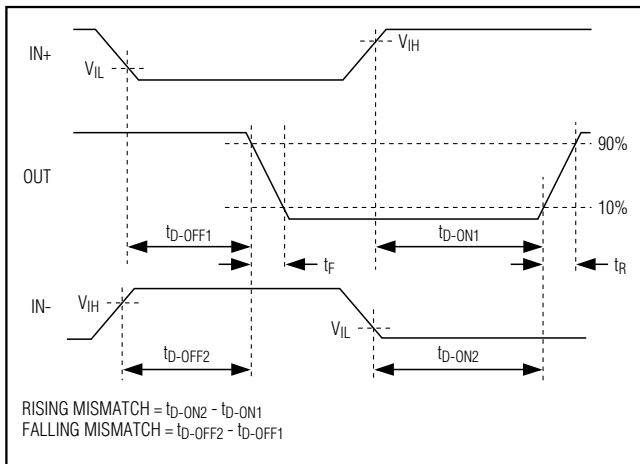 IN+
VIL
VIH
OUT
90%
10%
tD-OFF1
tF
tD-ON1
tR
IN-
VIH
VIL
tD-OFF2
tD-ON2
RISING MISMATCH = tD-ON2 - tD-ON1
FALLING MISMATCH = tD-OFF2 - tD-OFF1